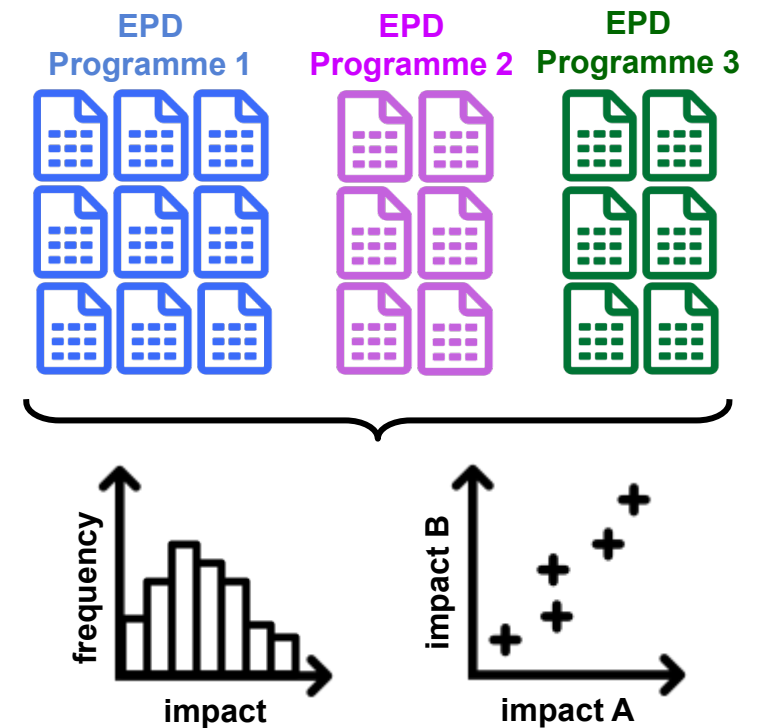 EPD
Programme 1
EPD
Programme 2
EPD
Programme 3
frequency
impact
impact B
impact A